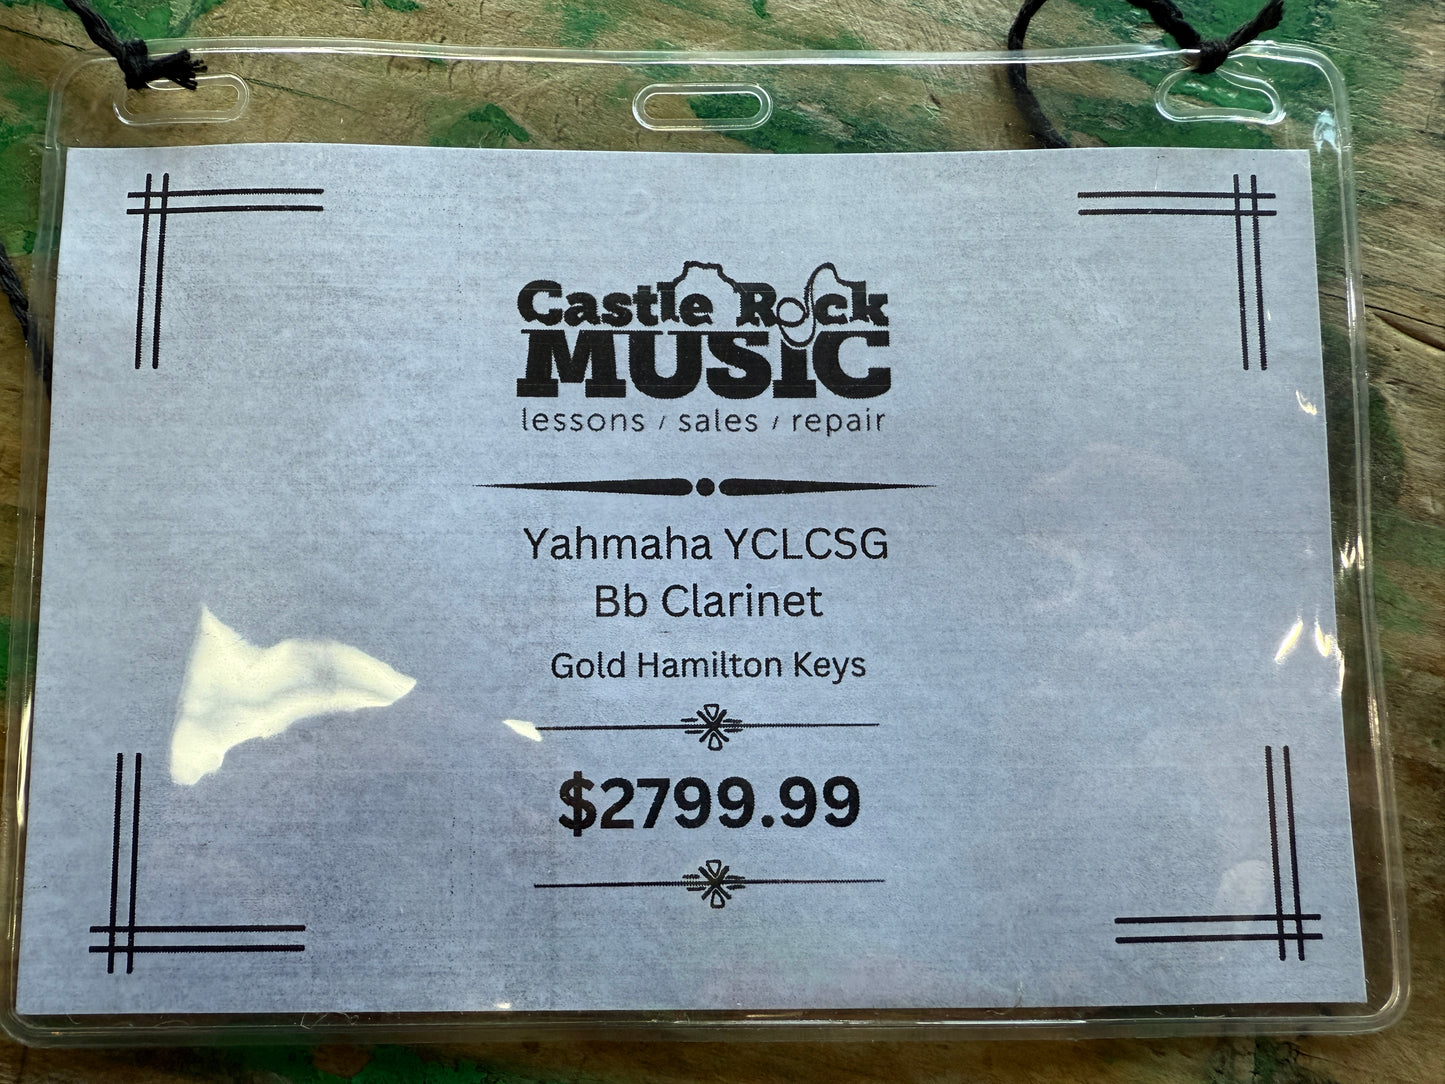 Castle Rock
MUSiC
lessons / sales / repair
Yahmaha YCLCSG
Bb Clarinet
Gold Hamilton Keys
$2799.99